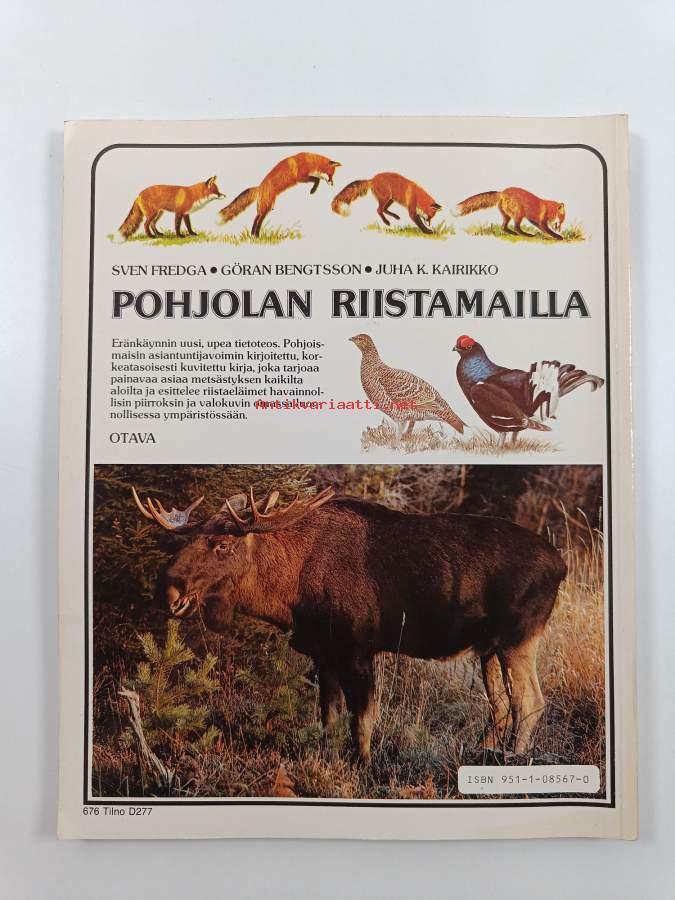 SVEN FREDGA ● GÖRAN BENGTSSON ● JUHA K. KAIRIKKO
POHJOLAN RIISTAMAILLA
Eränkäynnin uusi, upea tietoteos. Pohjois-
maisin asiantuntijavoimin kirjoitettu, kor-
keatasoisesti kuvitettu kirja, joka tarjoaa
painavaa asiaa metsästyksen kaikilta
aloilta ja esittelee riistaeläimet havainnol-
lisin piirroksin ja valokuvin omassa luon-
nollisessa ympäristössään.
Antikvariaatti.net
OTAVA
ISBN 951-1-08567-0
676 Tilno D277